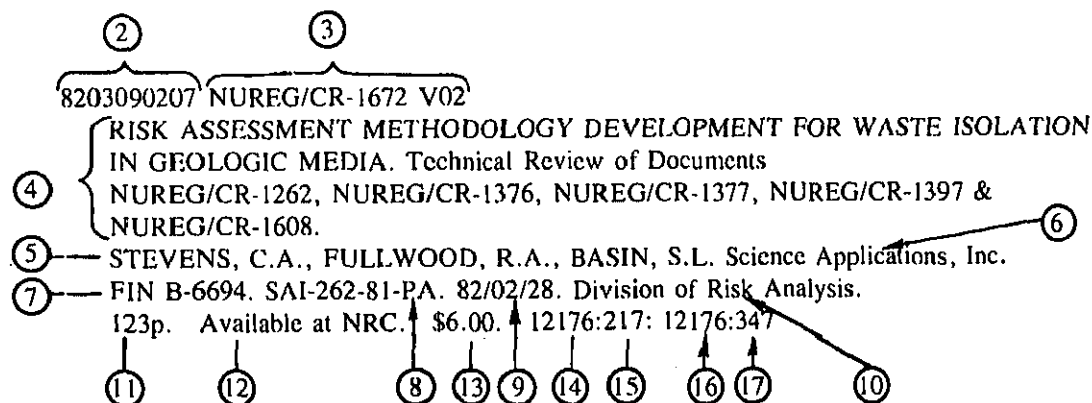 ② ③
8203090207 NUREG/CR-1672 V02
④ RISK ASSESSMENT METHODOLOGY DEVELOPMENT FOR WASTE ISOLATION
IN GEOLOGIC MEDIA. Technical Review of Documents
NUREG/CR-1262, NUREG/CR-1376, NUREG/CR-1377, NUREG/CR-1397 &
NUREG/CR-1608.
⑥
⑤ STEVENS, C.A., FULLWOOD, R.A., BASIN, S.L. Science Applications, Inc.
⑦ FIN B-6694. SAI-262-81-PA. 82/02/28. Division of Risk Analysis.
123p. Available at NRC. $6.00. 12176:217: 12176:347
⑪ ⑫ ⑧ ⑬ ⑨ ⑭ ⑮ ⑯ ⑰ ⑩